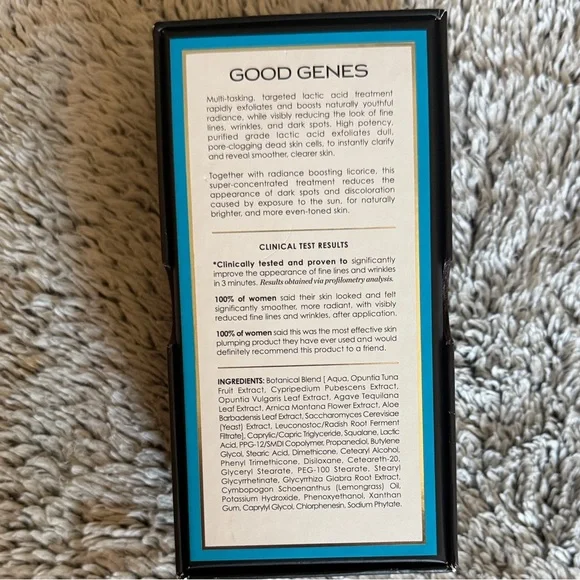 GOOD GENES
Multi-tasking, targeted lactic acid treatment
rapidly exfoliates and boosts naturally youthful
radiance, while visibly reducing the look of fine
lines, wrinkles, and dark spots. High potency,
purified grade lactic acid exfoliates dull,
pore-clogging dead skin cells, to instantly clarify
and reveal smoother, clearer skin.
Together with radiance boosting licorice, this
super-concentrated treatment reduces the
appearance of dark spots and discoloration
caused by exposure to the sun, for naturally
brighter, and more even-toned skin.
CLINICAL TEST RESULTS
*Clinically tested and proven to significantly
improve the appearance of fine lines and wrinkles
in 3 minutes. Results obtained via profilometry analysis.
100% of women said their skin looked and felt
significantly smoother, more radiant, with visibly
reduced fine lines and wrinkles, after application.
100% of women said this was the most effective skin
plumping product they have ever used and would
definitely recommend this product to a friend.
INGREDIENTS: Botanical Blend [ Aqua, Opuntia Tuna
Fruit Extract, Cypripedium Pubescens Extract,
Opuntia Vulgaris Leaf Extract, Agave Tequilana
Leaf Extract, Arnica Montana Flower Extract, Aloe
Barbadensis Leaf Extract, Saccharomyces Cerevisiae
(Yeast) Extract, Leuconostoc/Radish Root Ferment
Filtrate), Caprylic/Capric Triglyceride, Squalane, Lactic
Acid, PPG-12/SMDI Copolymer, Propanediol, Butylene
Glycol, Stearic Acid, Dimethicone, Cetearyl Alcohol,
Phenyl Trimethicone, Disiloxane, Ceteareth-20,
Glyceryl Stearate, PEG-100 Stearate, Stearyl
Glycyrrhetinate, Glycyrrhiza Glabra Root Extract,
Cymbopogon Schoenanthus (Lemongrass) Oil,
Potassium Hydroxide, Phenoxyethanol, Xanthan
Gum, Caprylyl Glycol, Chlorphenesin, Sodium Phytate.